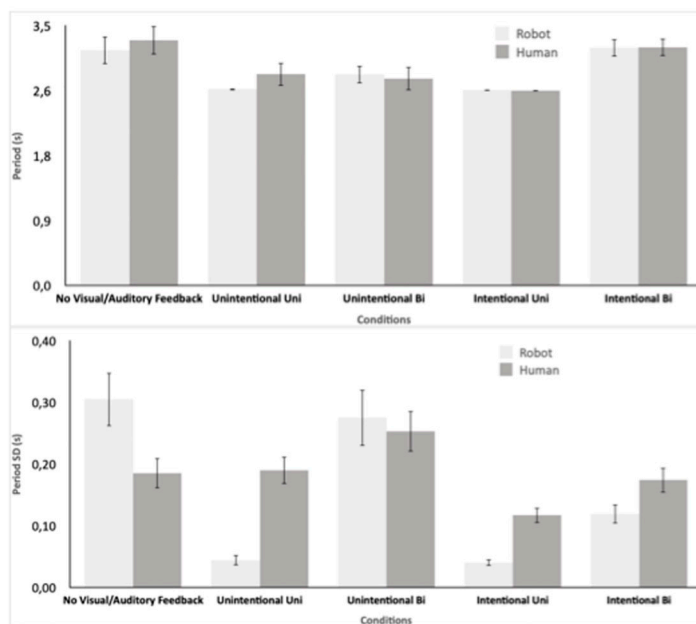 3,5
2,6
1,8
0,9
0,0
Period (s)
Robot
Human
No Visual/Auditory Feedback
Unintentional Uni
Unintentional Bi
Intentional Uni
Intentional Bi
Conditions
0,40
0,30
0,20
0,10
0,00
Period SD (s)
Robot
Human
No Visual/Auditory Feedback
Unintentional Uni
Unintentional Bi
Intentional Uni
Intentional Bi
Conditions